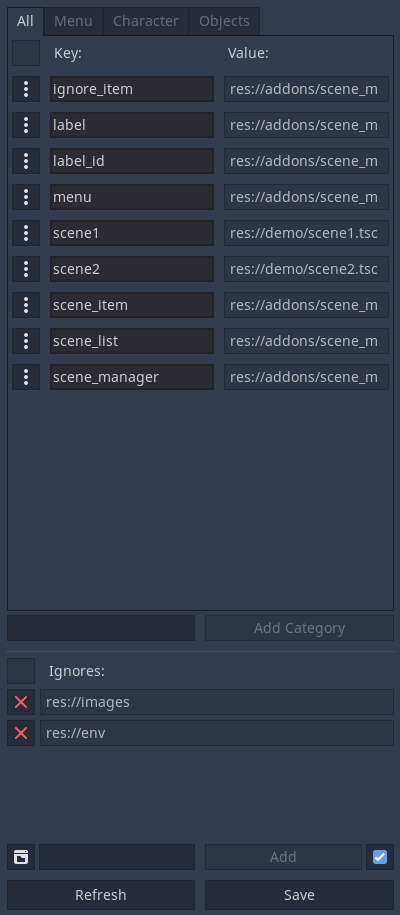 All Menu Character Objects
Key: Value:
ignore_item res://addons/scene_m
label res://addons/scene_m
label_id res://addons/scene_m
menu res://addons/scene_m
scene1 res://demo/scene1.tsc
scene2 res://demo/scene2.tsc
scene_item res://addons/scene_m
scene_list res://addons/scene_m
scene_manager res://addons/scene_m
Add Category
Ignores:
res://images
res://env
Add
Refresh Save